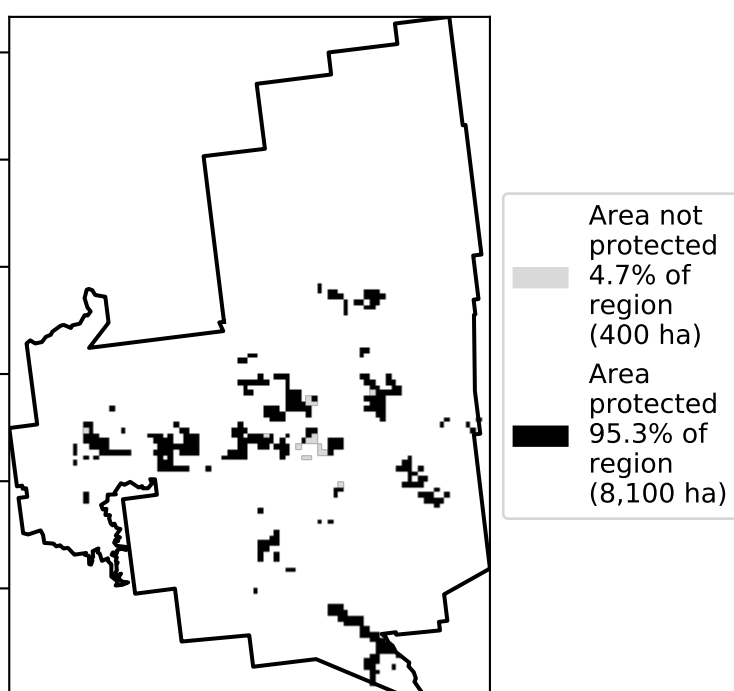 Area not
protected
4.7% of
region
(400 ha)
Area
protected
95.3% of
region
(8,100 ha)